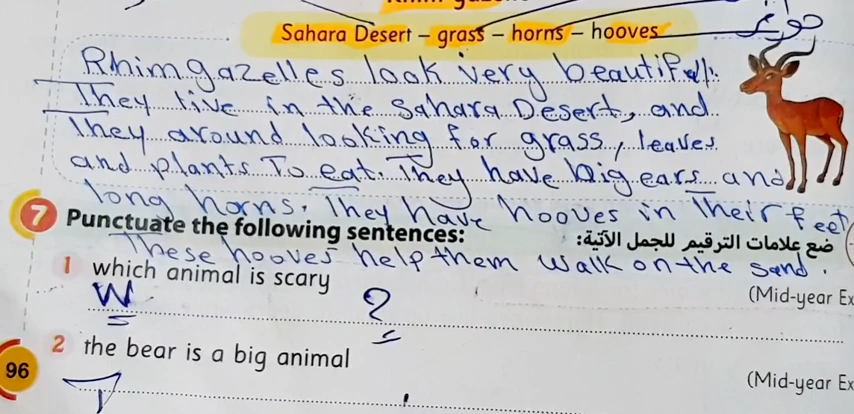 Sahara Desert – grass – horns – hooves
Rhim gazelles look very beautiful.
They live in the Sahara Desert, and
They around looking for grass, leaves
and plants To eat. They have big ears and
long horns. They have hooves in Their feet
7 Punctuate the following sentences:
ضع علامات الترقيم للجمل الآتية:
These hooves help them walk on the sand.
1 which animal is scary
(Mid-year Ex
W ?
2 the bear is a big animal
(Mid-year Ex
T .
96